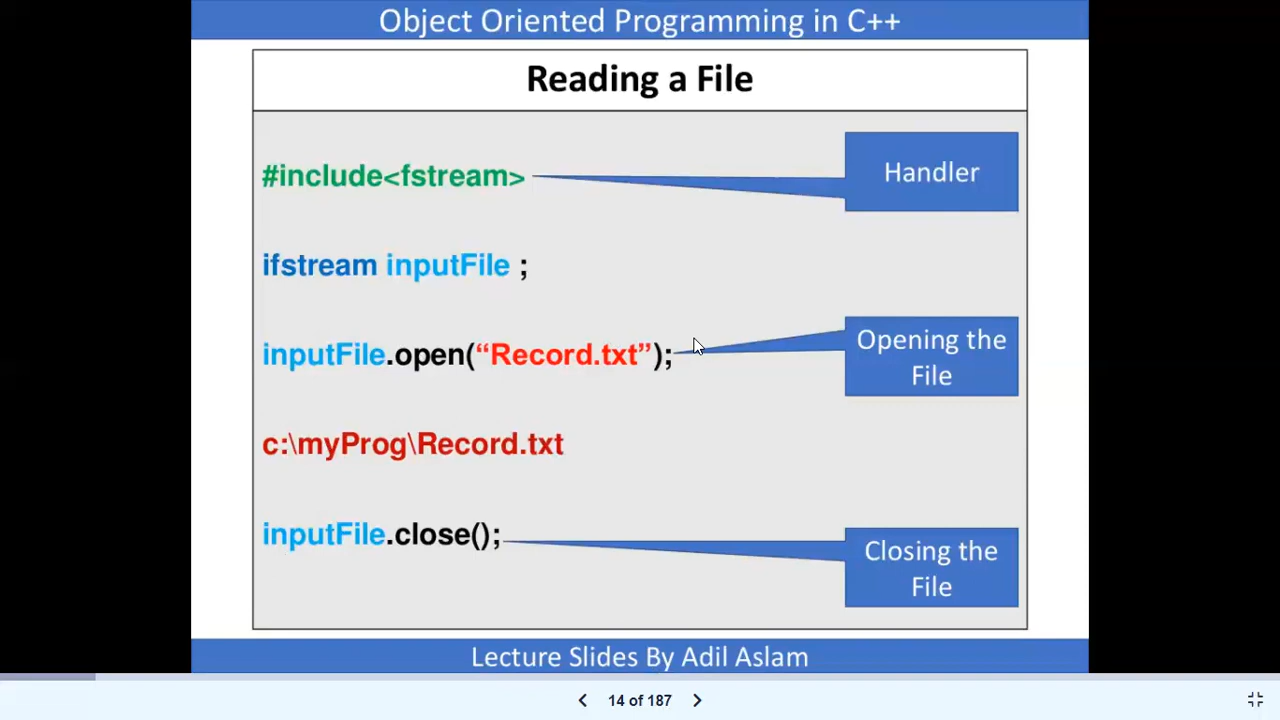 Object Oriented Programming in C++
Reading a File
#include<fstream>
Handler
ifstream inputFile ;
inputFile.open(“Record.txt”);
Opening the
File
c:\myProg\Record.txt
inputFile.close();
Closing the
File
Lecture Slides By Adil Aslam
14 of 187